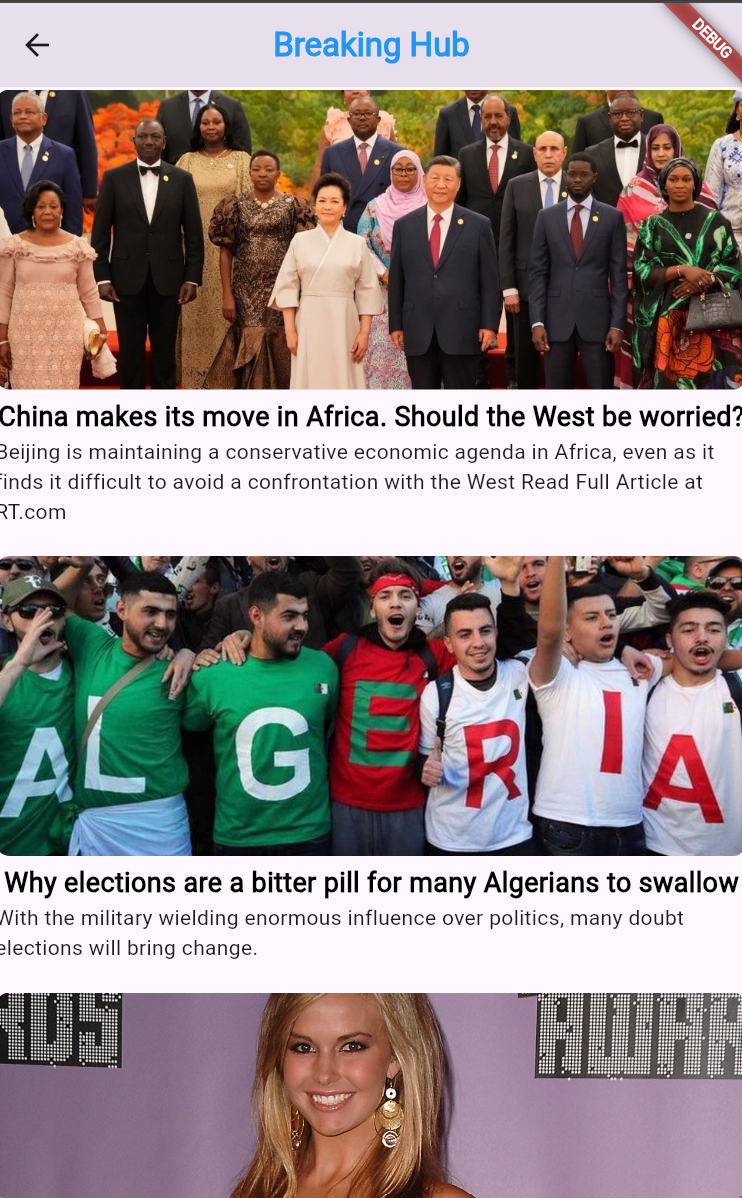 Breaking Hub
DEBUG
China makes its move in Africa. Should the West be worried?
Beijing is maintaining a conservative economic agenda in Africa, even as it
finds it difficult to avoid a confrontation with the West Read Full Article at
RT.com
A L G E R I A
Why elections are a bitter pill for many Algerians to swallow
With the military wielding enormous influence over politics, many doubt
elections will bring change.
RDS
AWAR